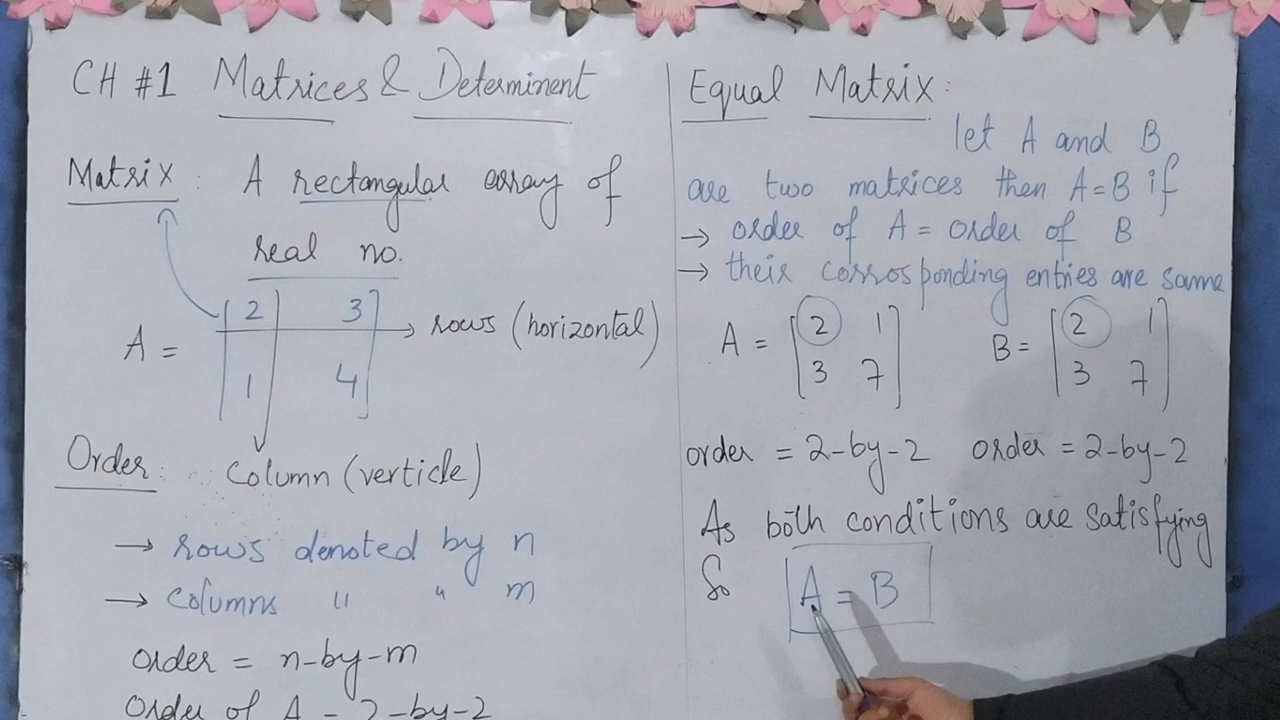 CH #1 Matrices & Determinent
Matrix : A rectangular array of
real no.
A = [2 3
1 4]
→ rows (horizontal)
Column (verticle)
Order:
→ rows denoted by n
→ Columns " " m
Order = n-by-m
Order of A = 2-by-2
Equal Matrix:
let A and B
are two matrices then A=B if
→ order of A = order of B
→ their corrosponding entries are same
A = [2 1
3 7]
B = [2 1
3 7]
order = 2-by-2 order = 2-by-2
As both conditions are satisfying
So A = B